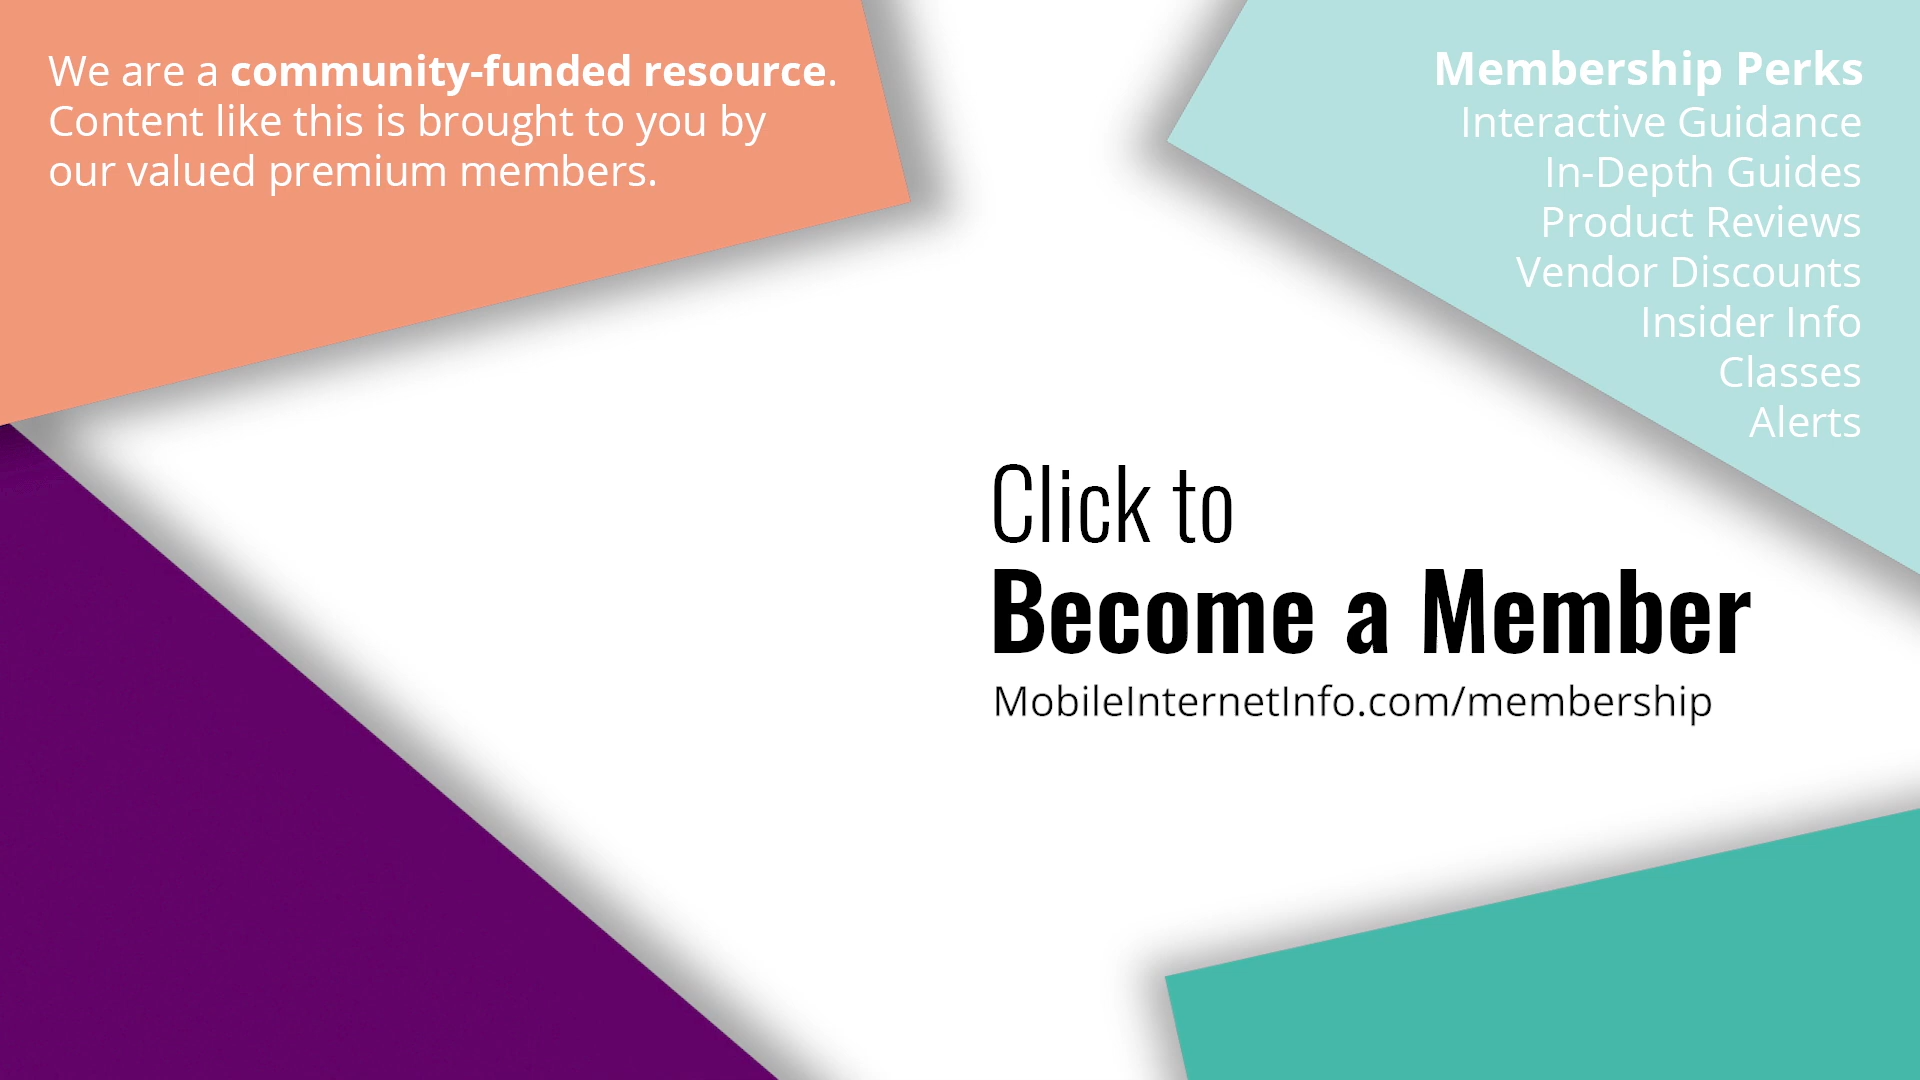 We are a community-funded resource.
Content like this is brought to you by
our valued premium members.
Membership Perks
Interactive Guidance
In-Depth Guides
Product Reviews
Vendor Discounts
Insider Info
Classes
Alerts
Click to
Become a Member
MobileInternetInfo.com/membership